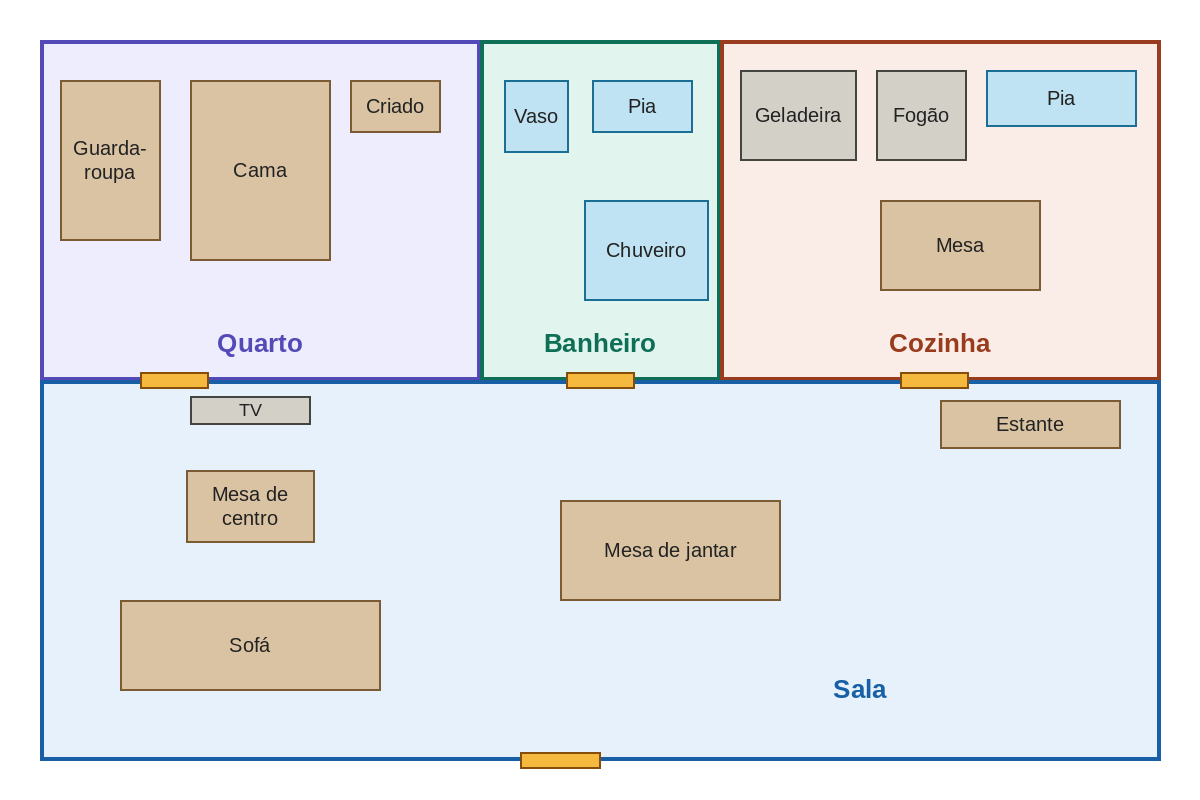 Guarda-
roupa
Cama
Criado
Quarto
Vaso
Pia
Chuveiro
Banheiro
Geladeira
Fogão
Pia
Mesa
Cozinha
TV
Mesa de
centro
Sofá
Mesa de jantar
Estante
Sala